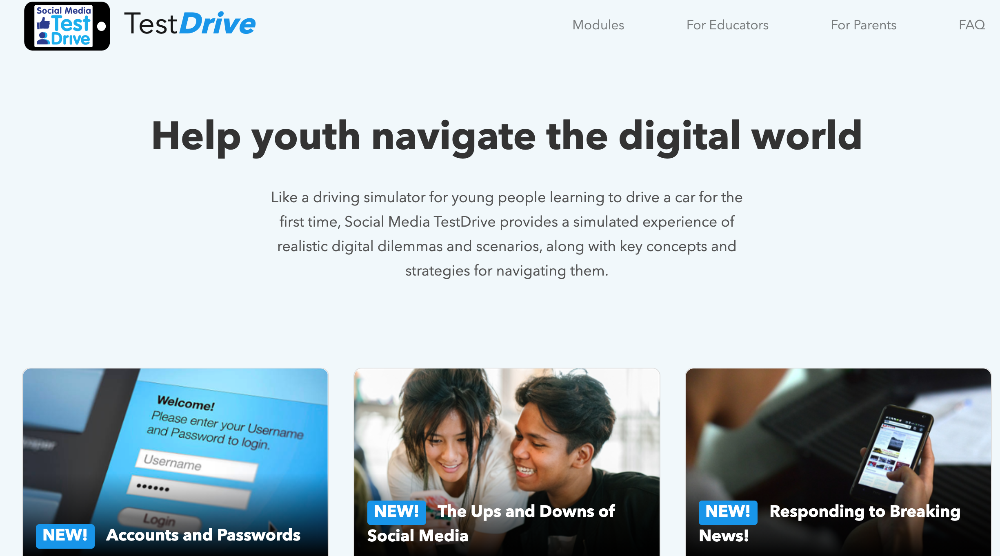 Social Media
Test
Drive
TestDrive
Modules
For Educators
For Parents
FAQ
Help youth navigate the digital world
Like a driving simulator for young people learning to drive a car for the
first time, Social Media TestDrive provides a simulated experience of
realistic digital dilemmas and scenarios, along with key concepts and
strategies for navigating them.
Welcome!
Please enter your Username
and Password to login.
Username
••••••
Login
NEW! Accounts and Passwords
NEW! The Ups and Downs of
Social Media
NEW! Responding to Breaking
News!